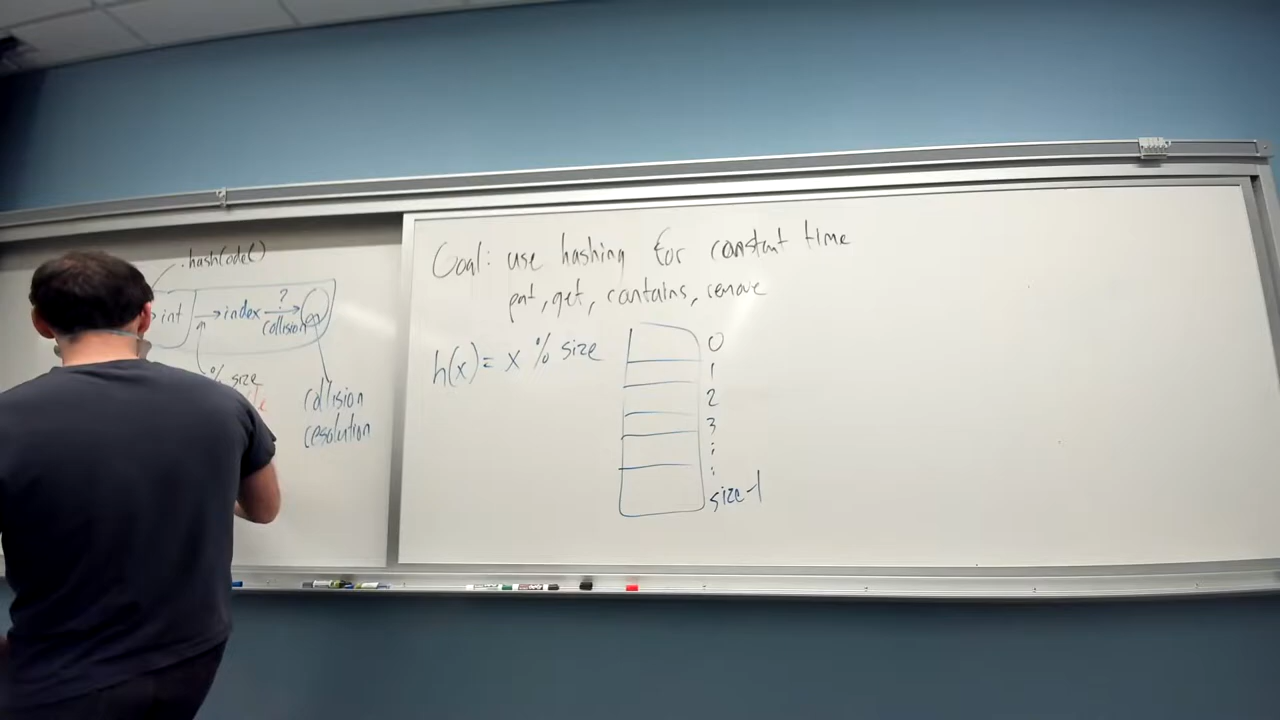 .hashCode()
int → index ? collision →
% size
collision
resolution
Goal: use hashing for constant time
put, get, contains, remove
h(x) = x % size
0
1
2
3
:
:
size-1